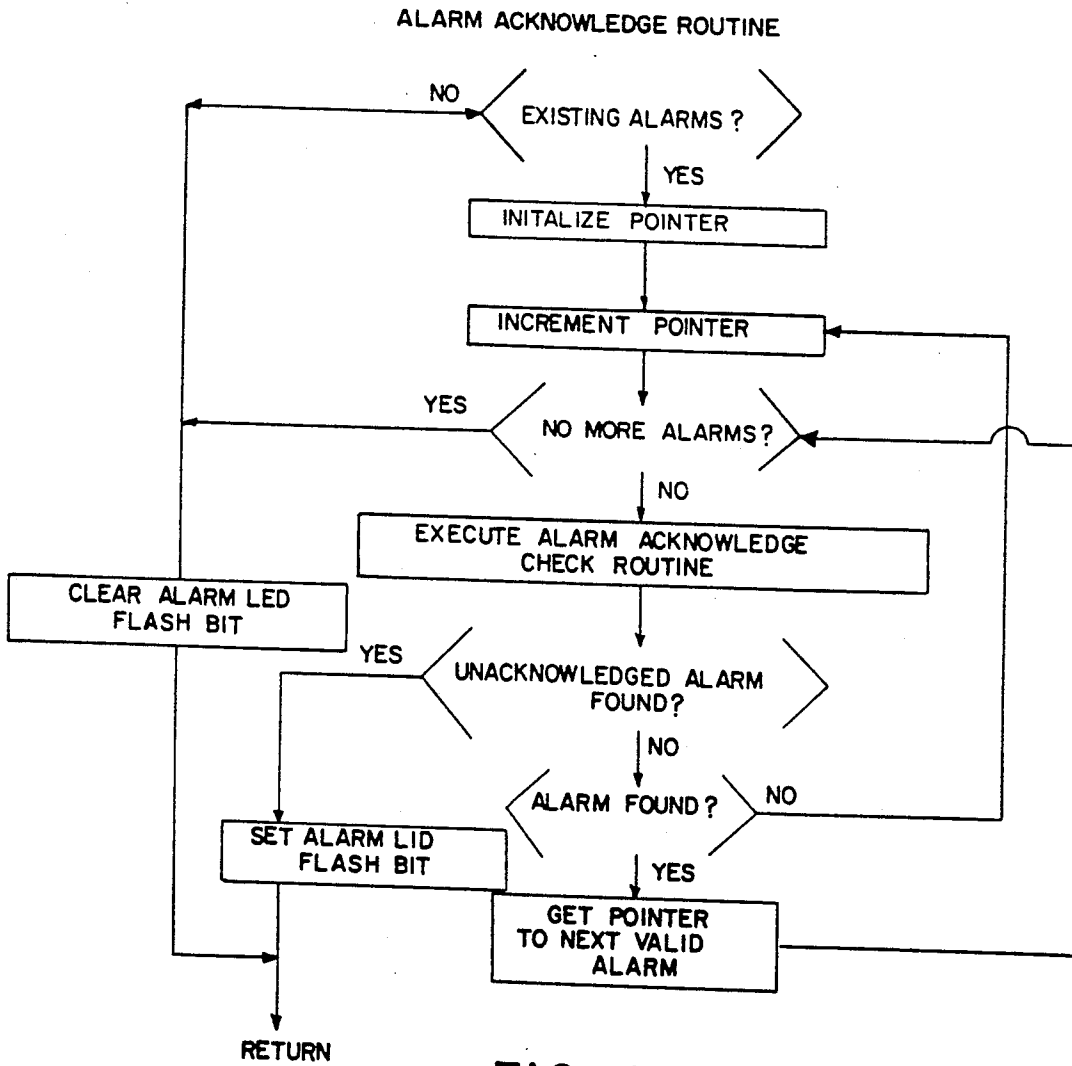 ALARM ACKNOWLEDGE ROUTINE
NO
EXISTING ALARMS?
YES
INITALIZE POINTER
INCREMENT POINTER
YES
NO MORE ALARMS?
NO
EXECUTE ALARM ACKNOWLEDGE
CHECK ROUTINE
CLEAR ALARM LED
FLASH BIT
YES
UNACKNOWLEDGED ALARM
FOUND?
NO
ALARM FOUND?
NO
SET ALARM LID
FLASH BIT
YES
GET POINTER
TO NEXT VALID
ALARM
RETURN